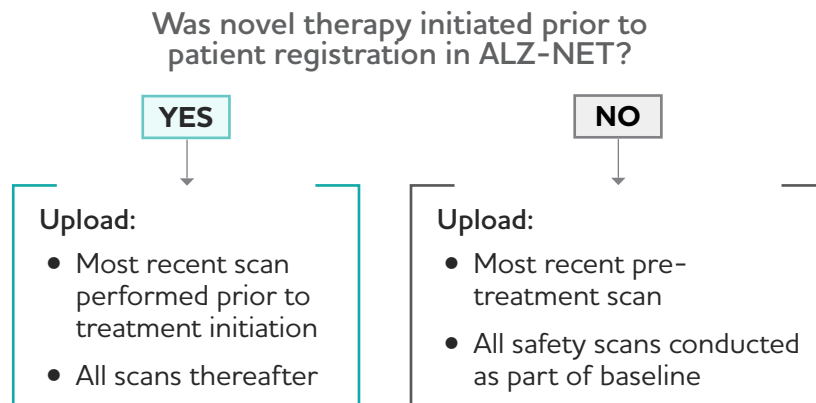 Was novel therapy initiated prior to
patient registration in ALZ-NET?
YES
NO
Upload:
• Most recent scan
performed prior to
treatment initiation
• All scans thereafter
Upload:
• Most recent pre-
treatment scan
• All safety scans conducted
as part of baseline